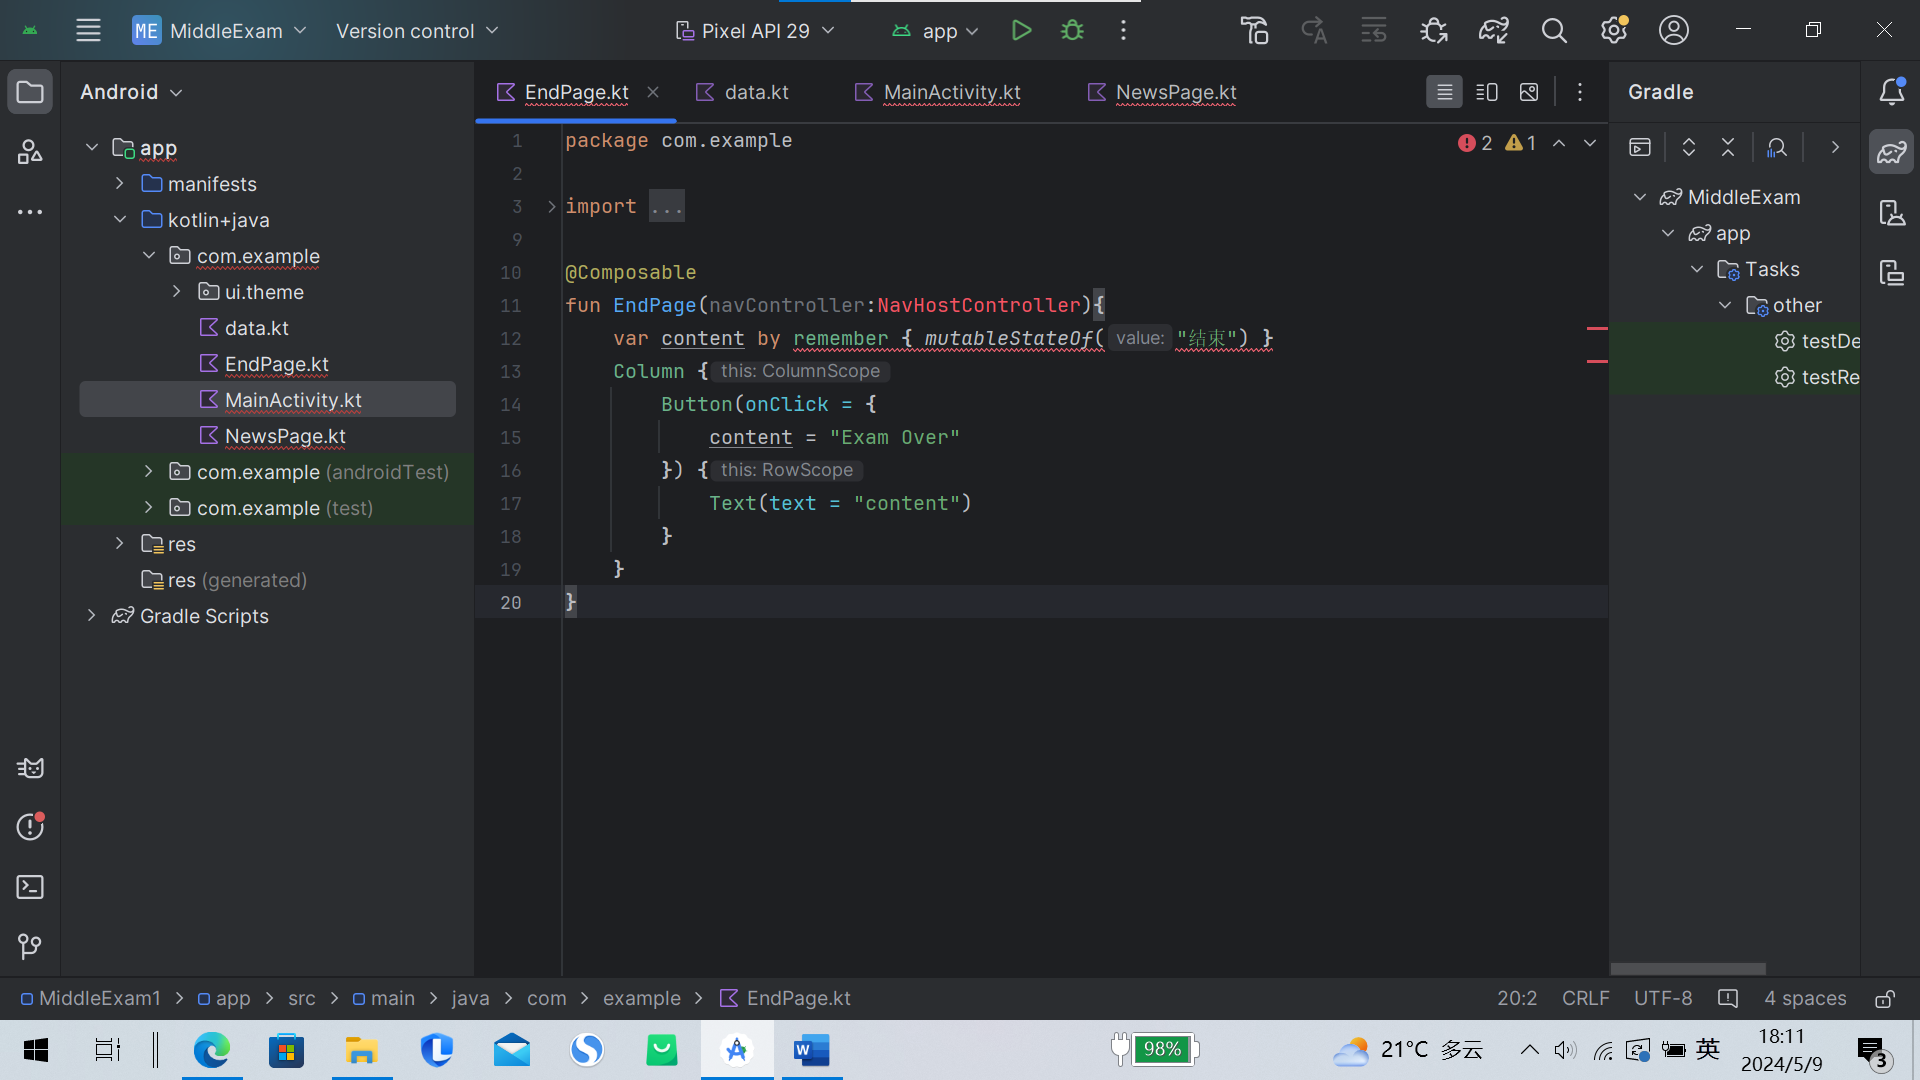 ME MiddleExam Version control Pixel API 29 app
Android
app
manifests
kotlin+java
com.example
ui.theme
data.kt
EndPage.kt
MainActivity.kt
NewsPage.kt
com.example (androidTest)
com.example (test)
res
res (generated)
Gradle Scripts
EndPage.kt data.kt MainActivity.kt NewsPage.kt
2 1
1 package com.example
2
3 import ...
9
10 @Composable
11 fun EndPage(navController:NavHostController){
12 var content by remember { mutableStateOf( value: "结束") }
13 Column { this: ColumnScope
14 Button(onClick = {
15 content = "Exam Over"
16 }) { this: RowScope
17 Text(text = "content")
18 }
19 }
20 }
Gradle
MiddleExam
app
Tasks
other
testDe
testRe
MiddleExam1 > app > src > main > java > com > example > EndPage.kt
20:2 CRLF UTF-8 4 spaces
98%
21°C 多云
英
18:11
2024/5/9
3
W